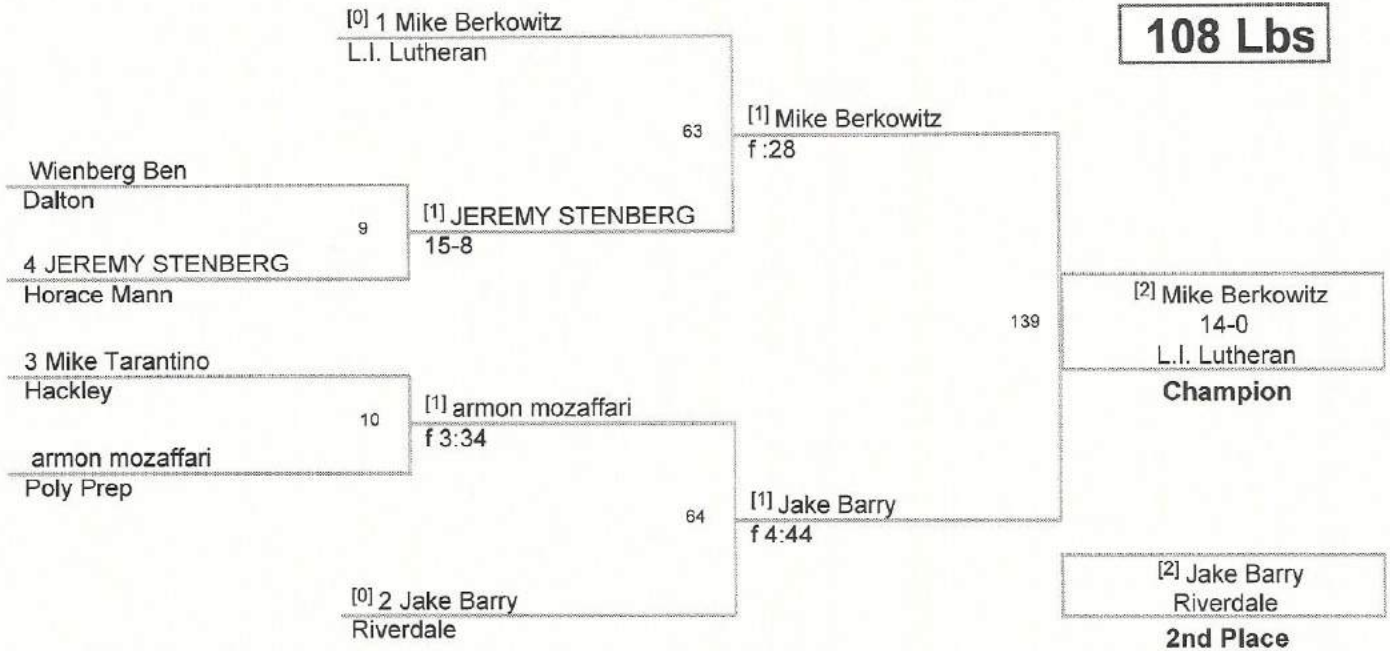 [0] 1 Mike Berkowitz
L.I. Lutheran
108 Lbs
63
[1] Mike Berkowitz
f :28
Wienberg Ben
Dalton
9
[1] JEREMY STENBERG
15-8
4 JEREMY STENBERG
Horace Mann
139
[2] Mike Berkowitz
14-0
L.I. Lutheran
Champion
3 Mike Tarantino
Hackley
10
[1] armon mozaffari
f 3:34
armon mozaffari
Poly Prep
64
[1] Jake Barry
f 4:44
[0] 2 Jake Barry
Riverdale
[2] Jake Barry
Riverdale
2nd Place